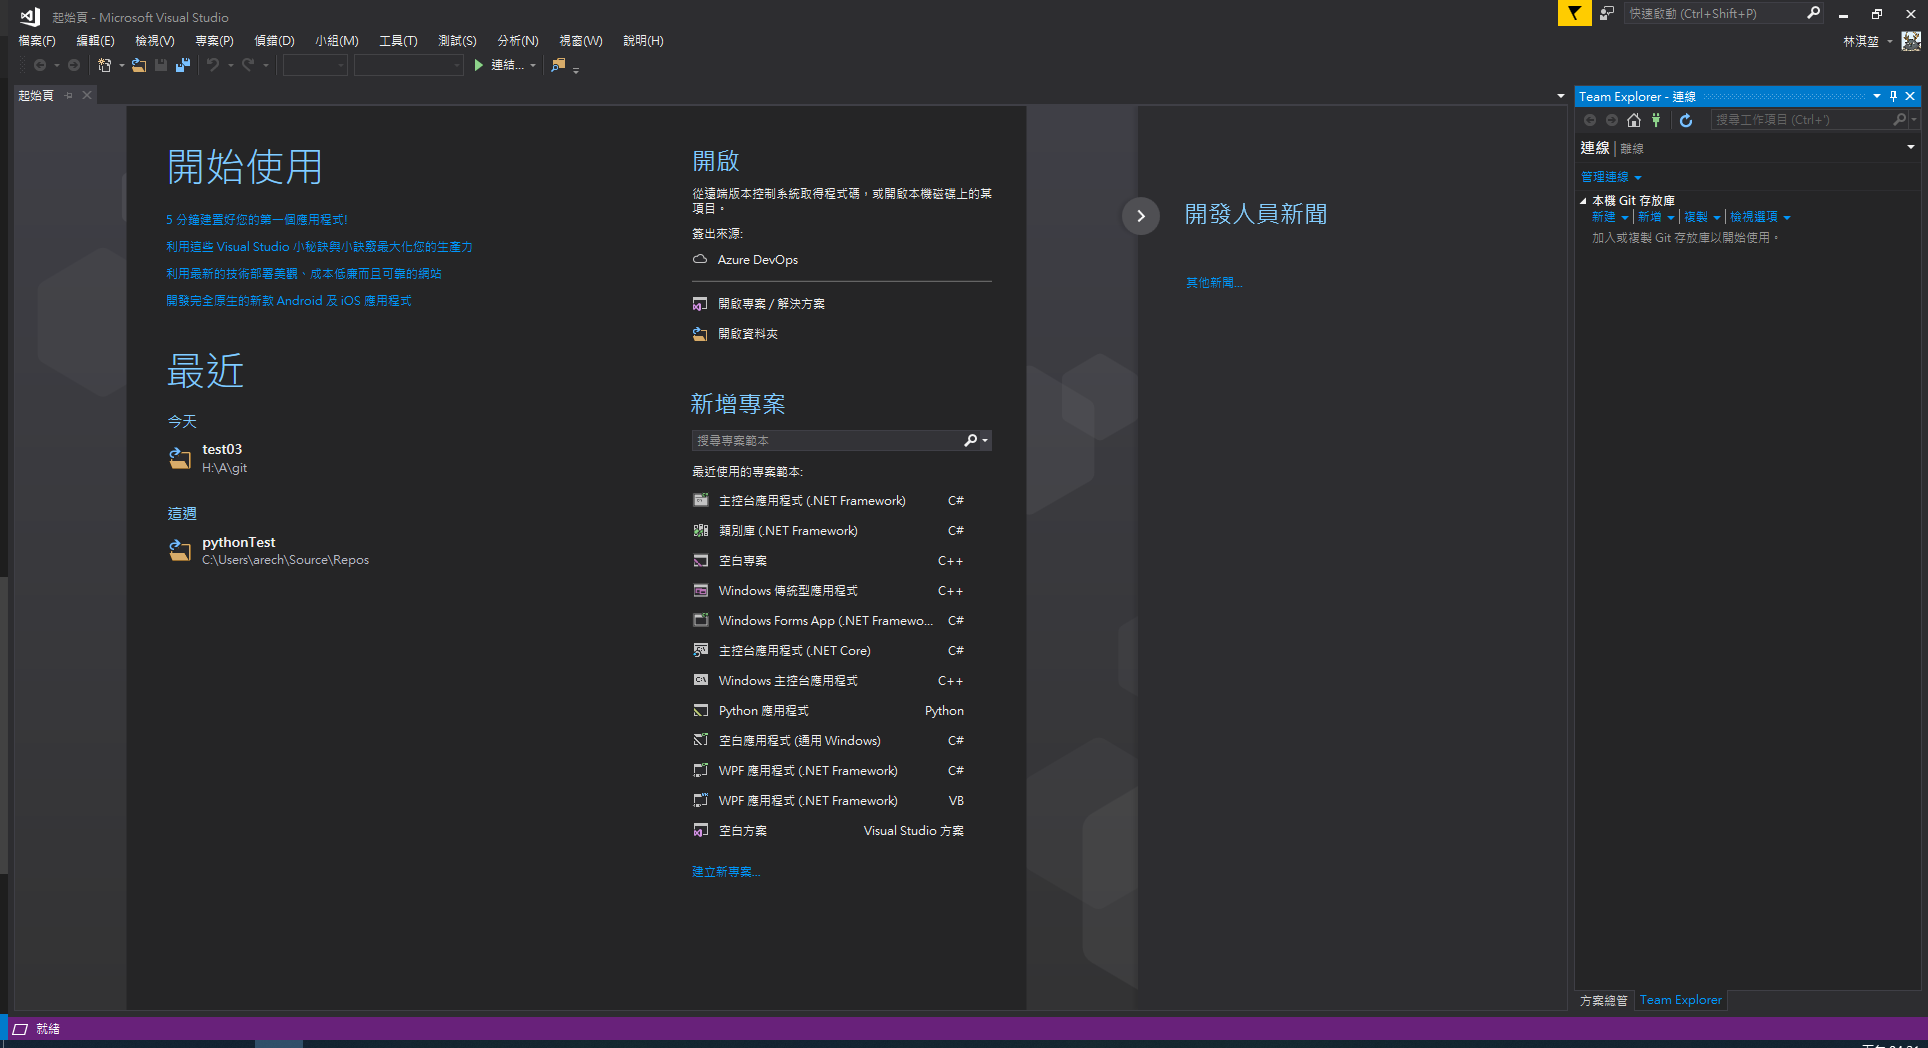 起始頁 - Microsoft Visual Studio
快速啟動 (Ctrl+Shift+P)
檔案(F) 編輯(E) 檢視(V) 專案(P) 偵錯(D) 小組(M) 工具(T) 測試(S) 分析(N) 視窗(W) 說明(H)
林淇堃
連結...
起始頁
開始使用
5 分鐘建置好您的第一個應用程式!
利用這些 Visual Studio 小秘訣與小訣竅最大化您的生產力
利用最新的技術部署美觀、成本低廉而且可靠的網站
開發完全原生的新款 Android 及 iOS 應用程式
最近
今天
test03
H:\A\git
這週
pythonTest
C:\Users\arech\Source\Repos
開啟
從遠端版本控制系統取得程式碼，或開啟本機磁碟上的某
項目。
簽出來源:
Azure DevOps
開啟專案 / 解決方案
開啟資料夾
新增專案
搜尋專案範本
最近使用的專案範本:
主控台應用程式 (.NET Framework) C#
類別庫 (.NET Framework) C#
空白專案 C++
Windows 傳統型應用程式 C++
Windows Forms App (.NET Framewo... C#
主控台應用程式 (.NET Core) C#
Windows 主控台應用程式 C++
Python 應用程式 Python
空白應用程式 (通用 Windows) C#
WPF 應用程式 (.NET Framework) C#
WPF 應用程式 (.NET Framework) VB
空白方案 Visual Studio 方案
建立新專案...
開發人員新聞
其他新聞...
Team Explorer - 連線
搜尋工作項目 (Ctrl+')
連線 | 離線
管理連線
本機 Git 存放庫
新建 | 新增 | 複製 | 檢視選項
加入或複製 Git 存放庫以開始使用。
方案總管 Team Explorer
就緒